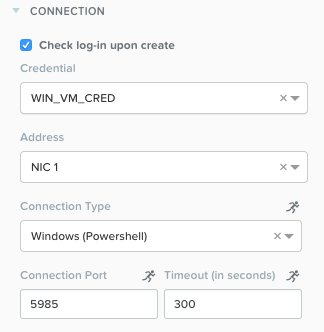 CONNECTION
Check log-in upon create
Credential
WIN_VM_CRED
Address
NIC 1
Connection Type
Windows (Powershell)
Connection Port Timeout (in seconds)
5985 300